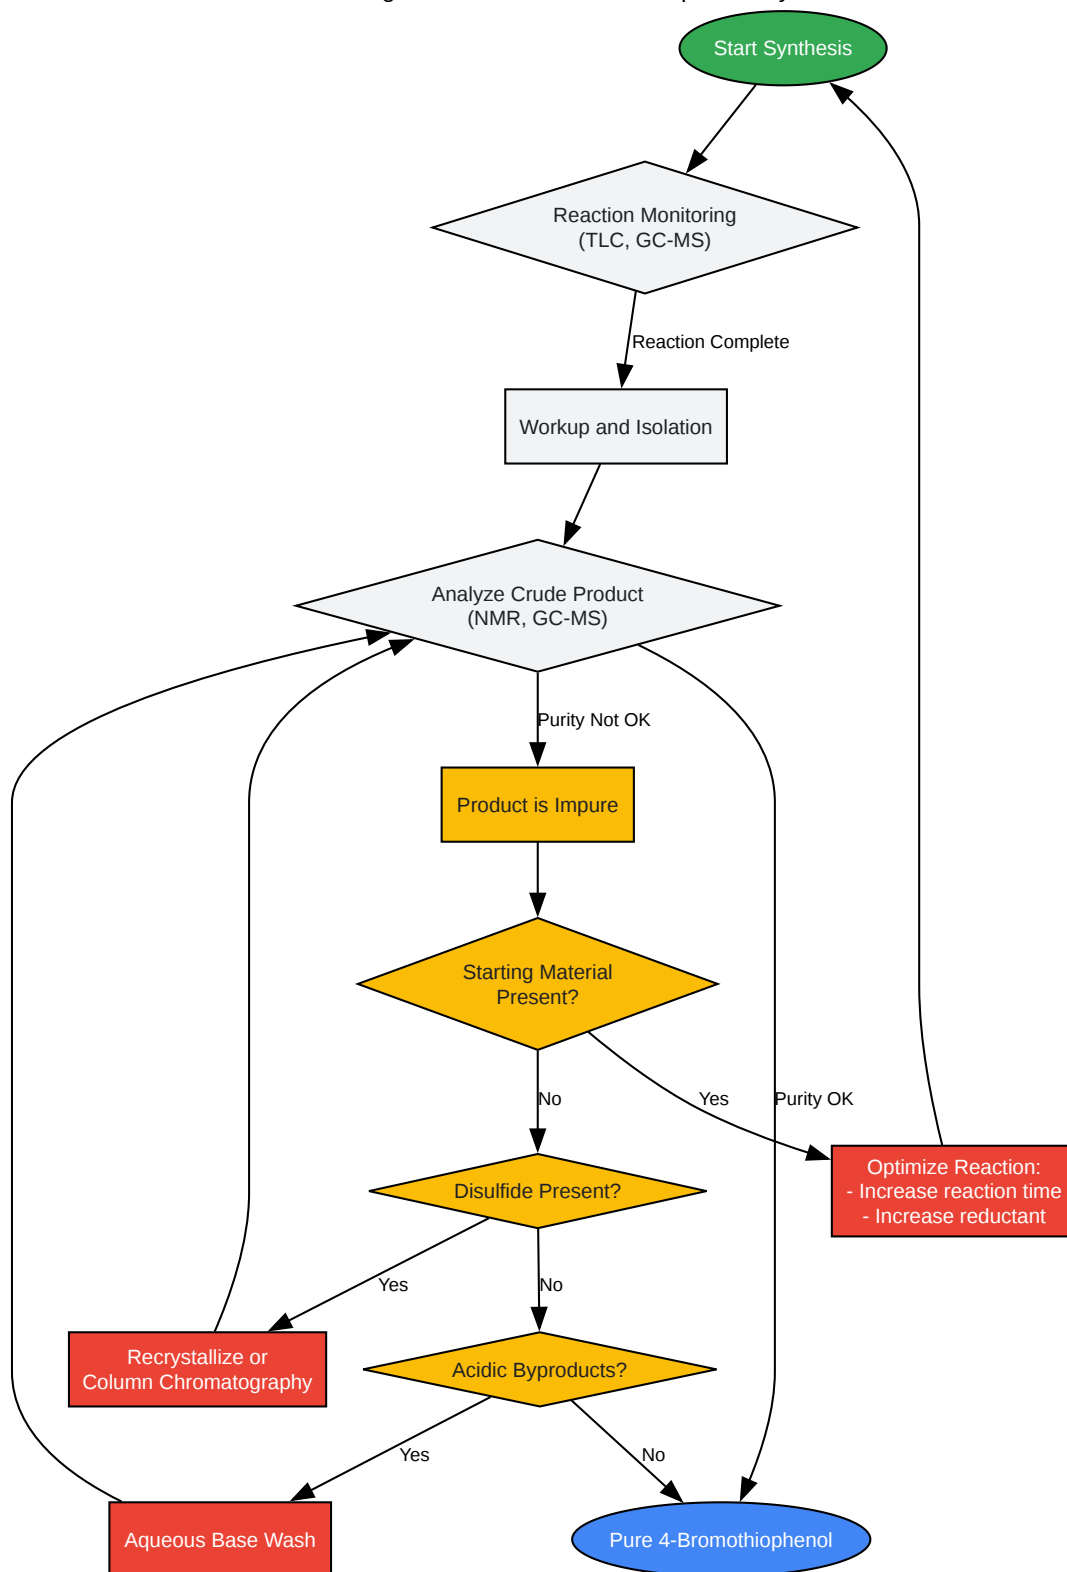 Start Synthesis
Reaction Monitoring
(TLC, GC-MS)
Reaction Complete
Workup and Isolation
Analyze Crude Product
(NMR, GC-MS)
Purity Not OK
Product is Impure
Starting Material
Present?
No
Yes
Purity OK
Optimize Reaction:
- Increase reaction time
- Increase reductant
Disulfide Present?
Yes
No
Recrystallize or
Column Chromatography
Acidic Byproducts?
Yes
No
Aqueous Base Wash
Pure 4-Bromothiophenol